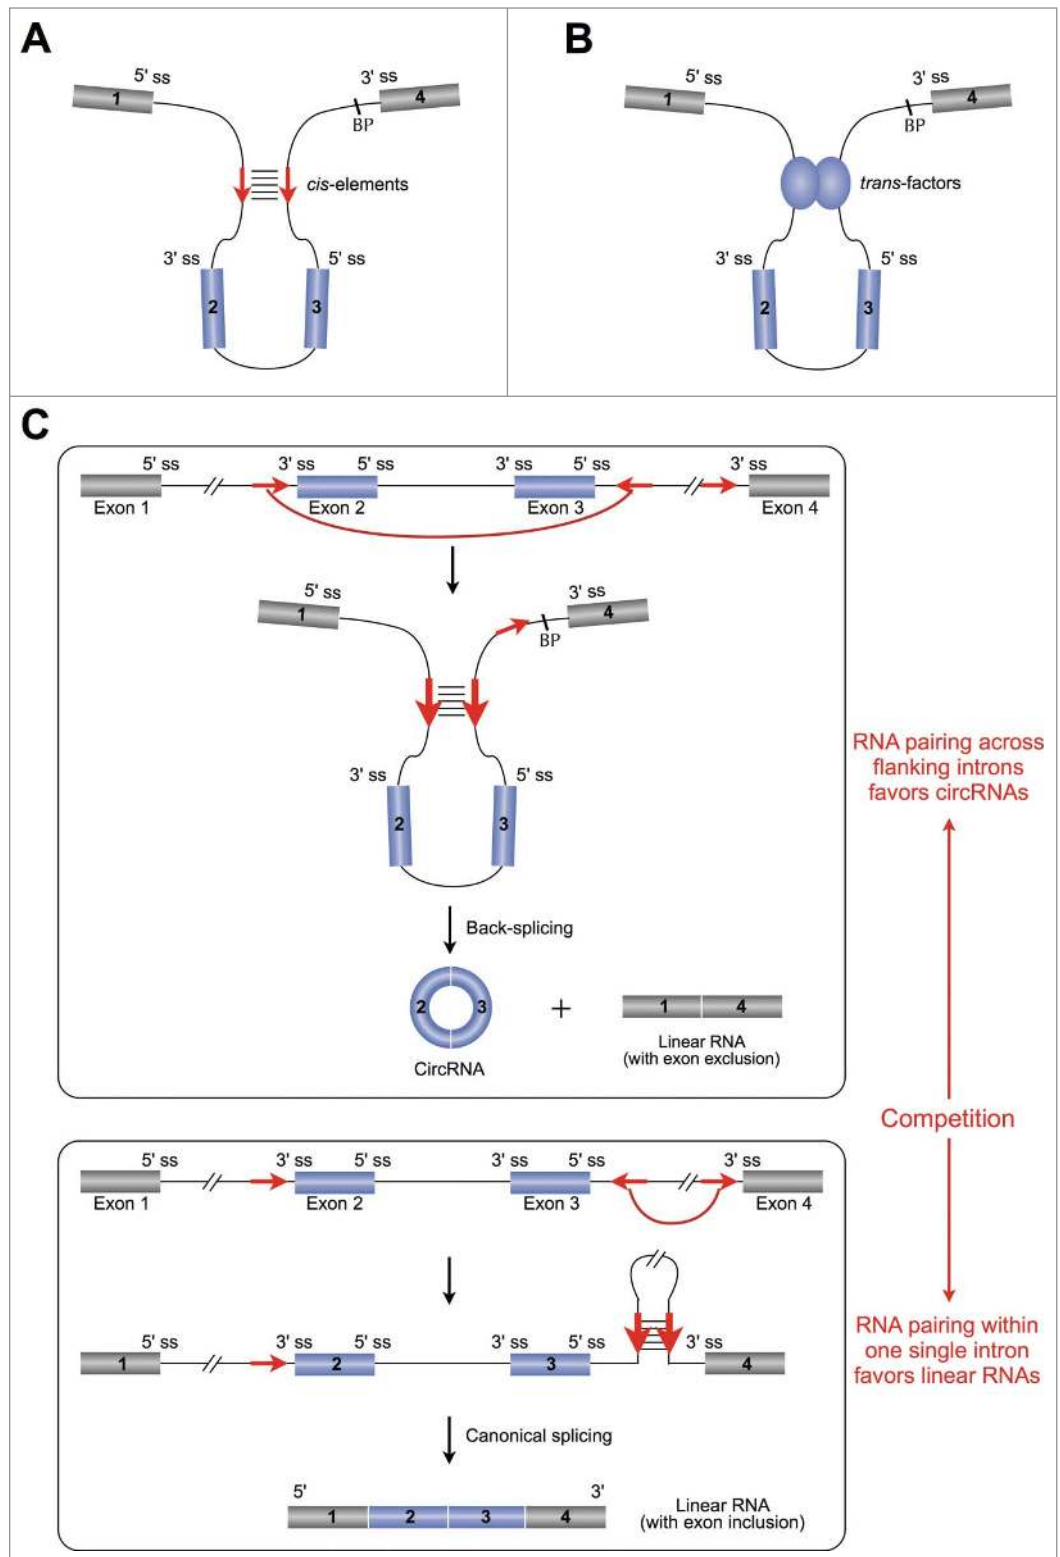 A
5' ss
3' ss
1
4
BP
cis-elements
3' ss
5' ss
2
3
B
5' ss
3' ss
1
4
BP
trans-factors
3' ss
5' ss
2
3
C
5' ss
3' ss
5' ss
3' ss
5' ss
3' ss
Exon 1
Exon 2
Exon 3
Exon 4
5' ss
3' ss
1
4
BP
3' ss
5' ss
2
3
Back-splicing
2
3
+
1
4
CircRNA
Linear RNA
(with exon exclusion)
RNA pairing across
flanking introns
favors circRNAs
Competition
RNA pairing within
one single intron
favors linear RNAs
5' ss
3' ss
5' ss
3' ss
5' ss
3' ss
Exon 1
Exon 2
Exon 3
Exon 4
5' ss
3' ss
5' ss
3' ss
5' ss
3' ss
1
2
3
4
Canonical splicing
5'
3'
1
2
3
4
Linear RNA
(with exon inclusion)